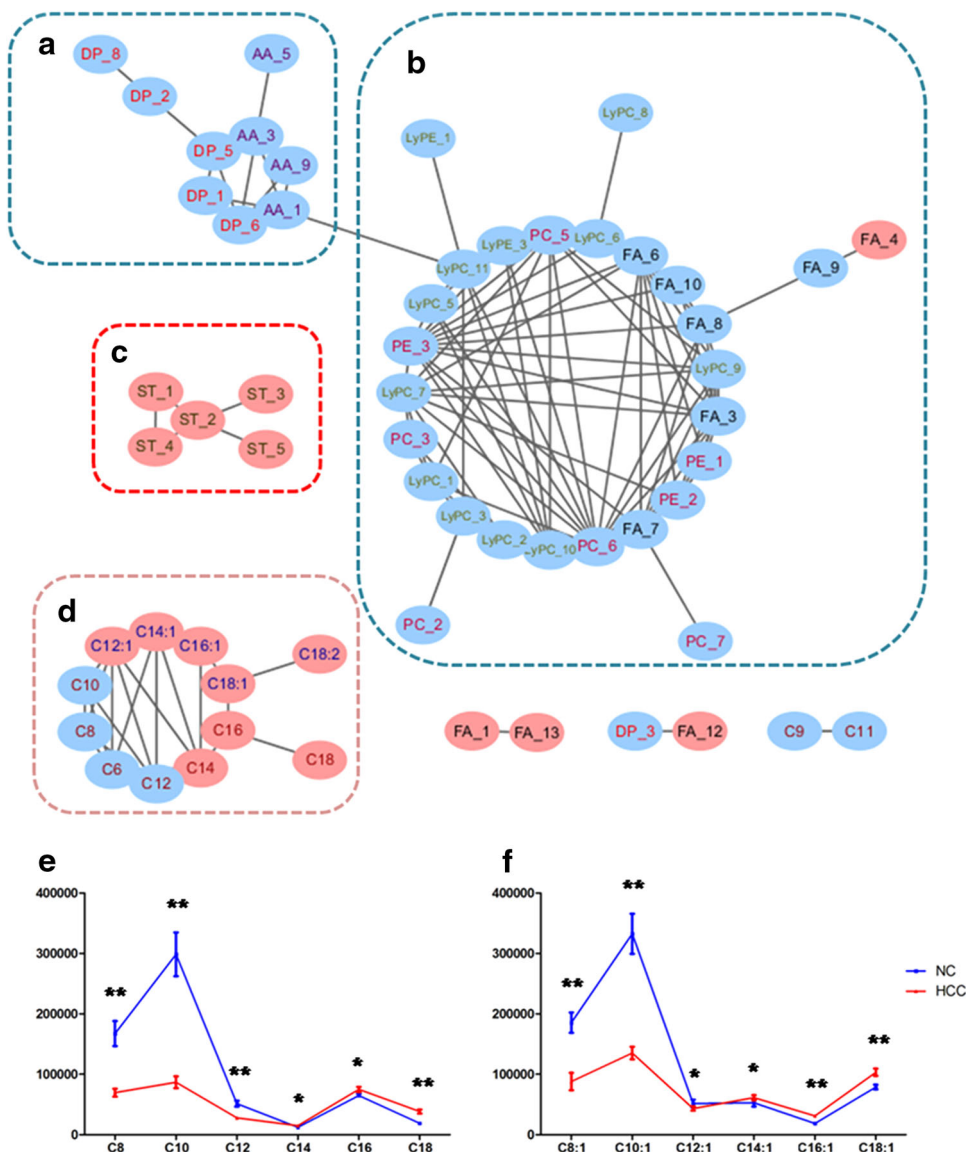 a
DP_8
AA_5
DP_2
AA_3
DP_5
AA_9
DP_1
AA_1
DP_6
b
LyPE_1
LyPC_8
PC_5
LyPC_6
LyPE_3
FA_6
LyPC_11
FA_10
FA_4
FA_9
LyPC_5
FA_8
PE_3
LyPC_9
LyPC_7
FA_3
PC_3
PE_1
LyPC_1
PE_2
LyPC_3
FA_7
LyPC_2
LyPC_10
PC_6
PC_2
PC_7
c
ST_1
ST_3
ST_2
ST_4
ST_5
d
C14:1
C12:1
C16:1
C18:2
C10
C18:1
C8
C16
C6
C14
C18
C12
FA_1
FA_13
DP_3
FA_12
C9
C11
e
400000
300000
200000
100000
0
**
**
**
*
*
**
C8 C10 C12 C14 C16 C18
f
400000
300000
200000
100000
0
**
**
*
*
**
**
C8:1 C10:1 C12:1 C14:1 C16:1 C18:1
NC
HCC